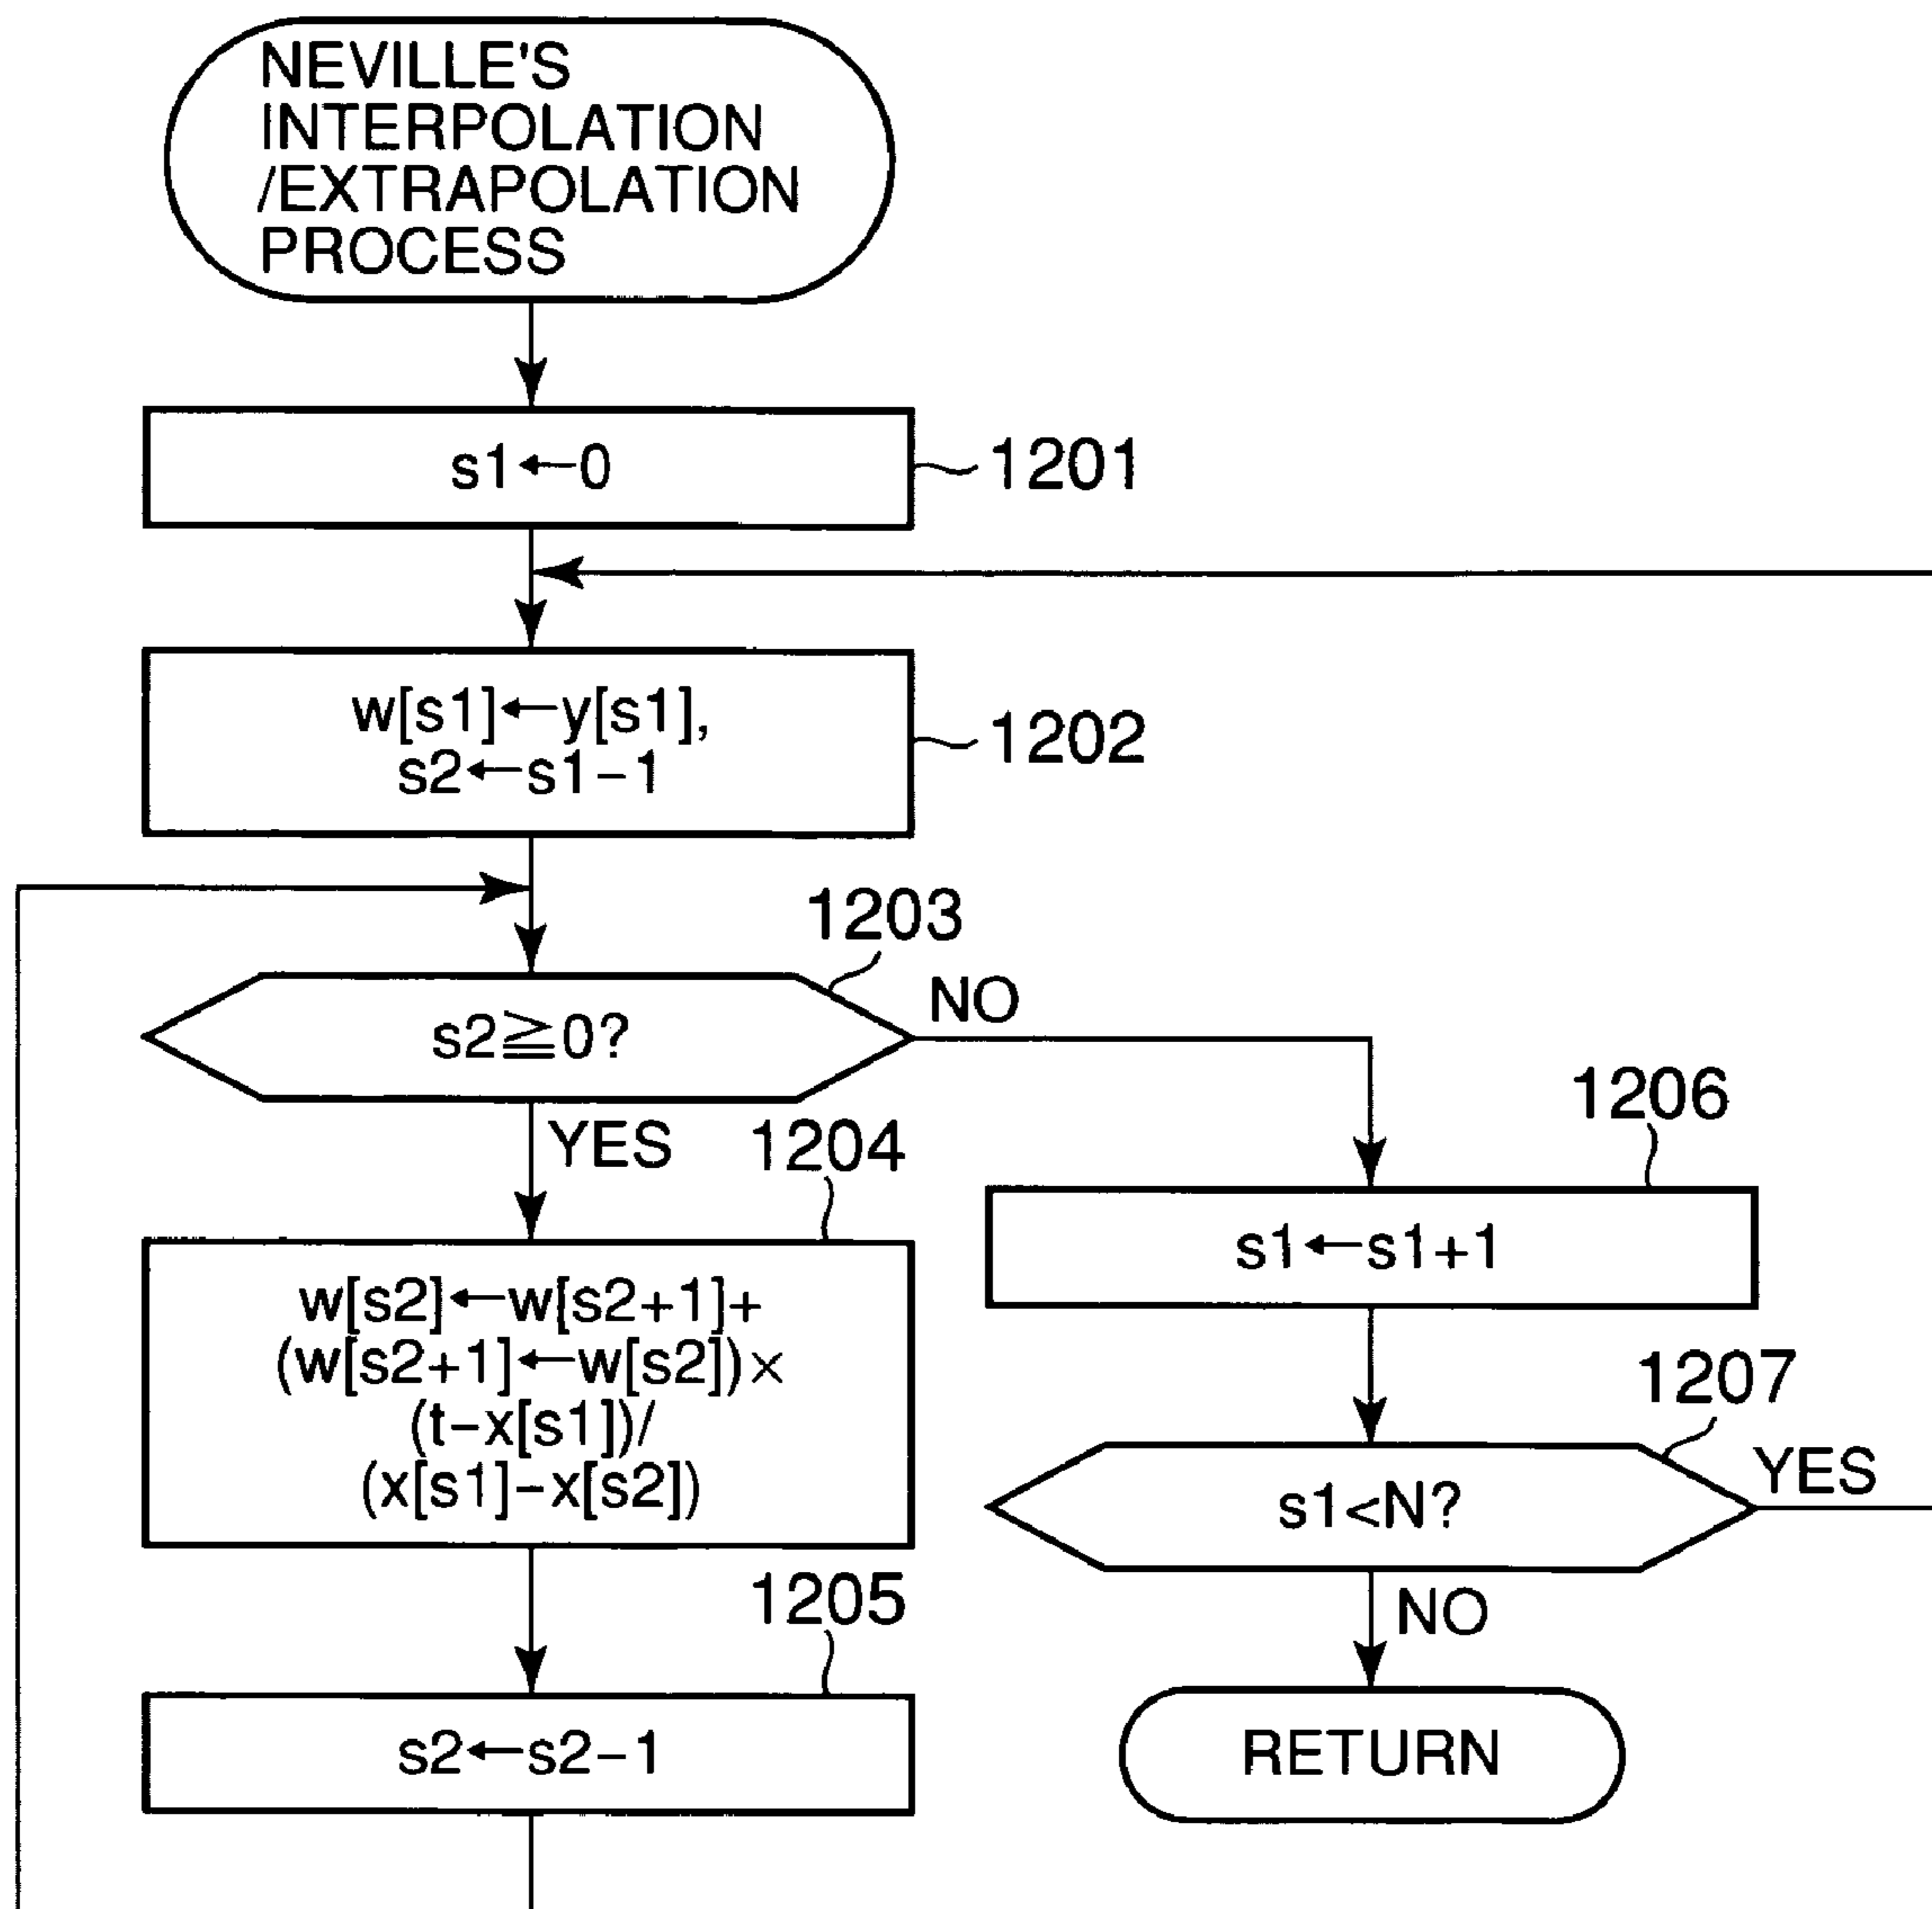 NEVILLE'S
INTERPOLATION
/EXTRAPOLATION
PROCESS
s1←0
1201
w[s1]←y[s1],
s2←s1−1
1202
1203
s2≧0?
NO
YES
1204
w[s2]←w[s2+1]+
(w[s2+1]←w[s2])×
(t−x[s1])/
(x[s1]−x[s2])
1205
s2←s2−1
1206
s1←s1+1
1207
s1<N?
YES
NO
RETURN